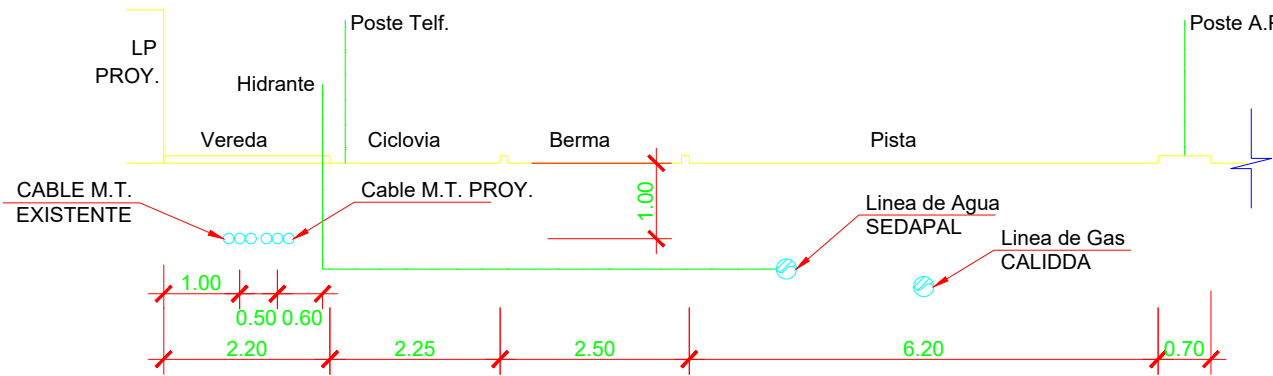 Poste Telf.
Poste A.P
LP
PROY.
Hidrante
Vereda
Ciclovia
Berma
Pista
CABLE M.T.
EXISTENTE
Cable M.T. PROY.
1.00
Linea de Agua
SEDAPAL
Linea de Gas
CALIDDA
1.00
0.50
0.60
2.20
2.25
2.50
6.20
0.70